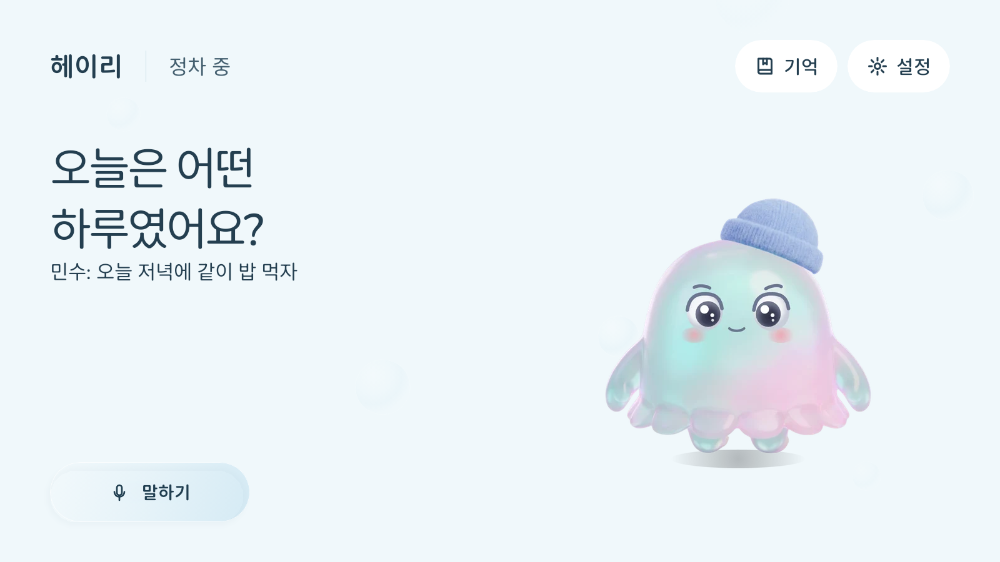 헤이리
정차 중
기억
설정
오늘은 어떤
하루였어요?
민수: 오늘 저녁에 같이 밥 먹자
말하기